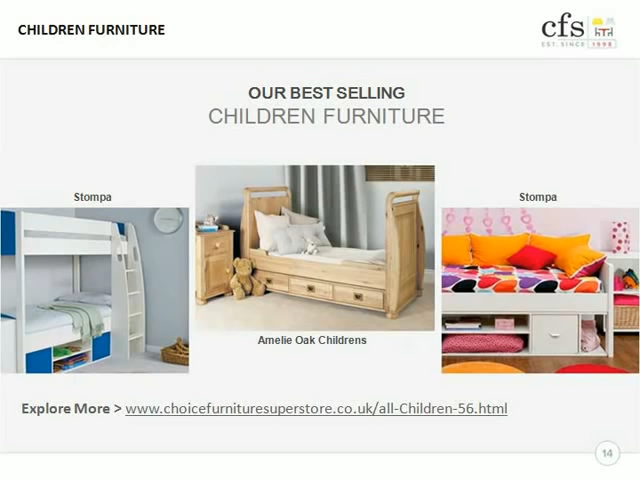 CHILDREN FURNITURE
cfs
EST. SINCE 1998
OUR BEST SELLING
CHILDREN FURNITURE
Stompa
Stompa
Amelie Oak Childrens
Explore More > www.choicefurnituresuperstore.co.uk/all-Children-56.html
14